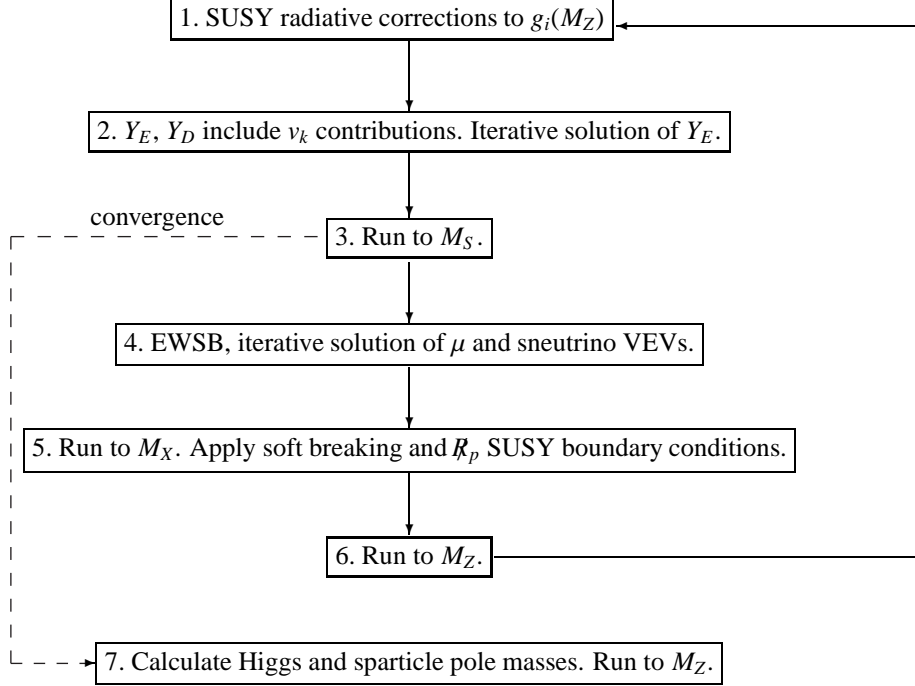 1. SUSY radiative corrections to gᵢ(M_Z)
2. Y_E, Y_D include v_k contributions. Iterative solution of Y_E.
convergence
3. Run to M_S.
4. EWSB, iterative solution of μ and sneutrino VEVs.
5. Run to M_X. Apply soft breaking and R̸_p SUSY boundary conditions.
6. Run to M_Z.
7. Calculate Higgs and sparticle pole masses. Run to M_Z.